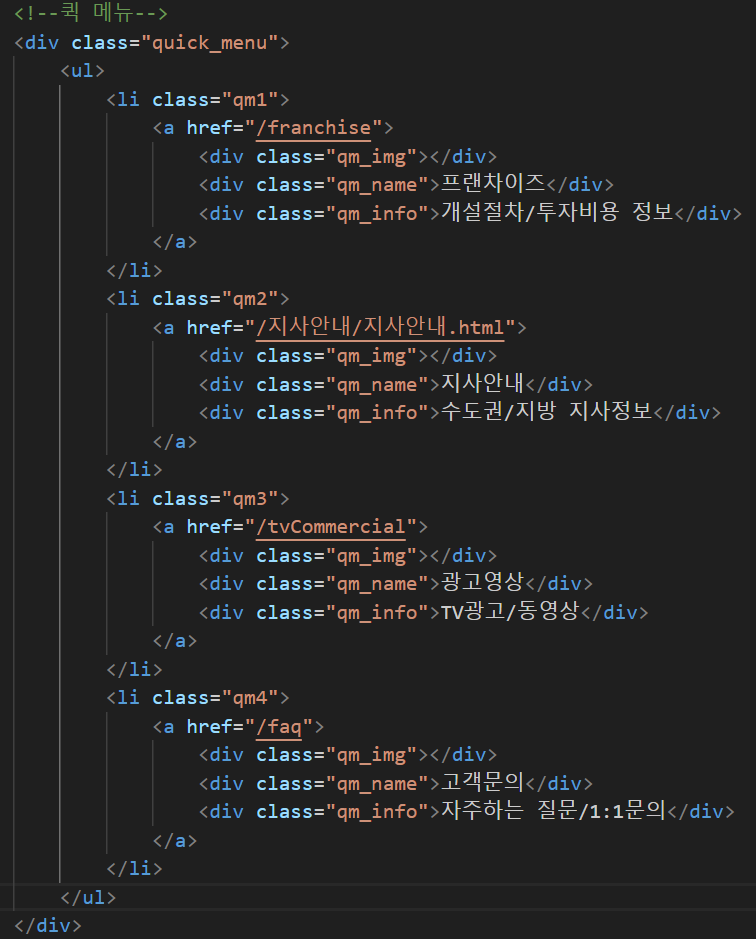 <!--퀵 메뉴-->
<div class="quick_menu">
<ul>
<li class="qm1">
<a href="/franchise">
<div class="qm_img"></div>
<div class="qm_name">프랜차이즈</div>
<div class="qm_info">개설절차/투자비용 정보</div>
</a>
</li>
<li class="qm2">
<a href="/지사안내/지사안내.html">
<div class="qm_img"></div>
<div class="qm_name">지사안내</div>
<div class="qm_info">수도권/지방 지사정보</div>
</a>
</li>
<li class="qm3">
<a href="/tvCommercial">
<div class="qm_img"></div>
<div class="qm_name">광고영상</div>
<div class="qm_info">TV광고/동영상</div>
</a>
</li>
<li class="qm4">
<a href="/faq">
<div class="qm_img"></div>
<div class="qm_name">고객문의</div>
<div class="qm_info">자주하는 질문/1:1문의</div>
</a>
</li>
</ul>
</div>